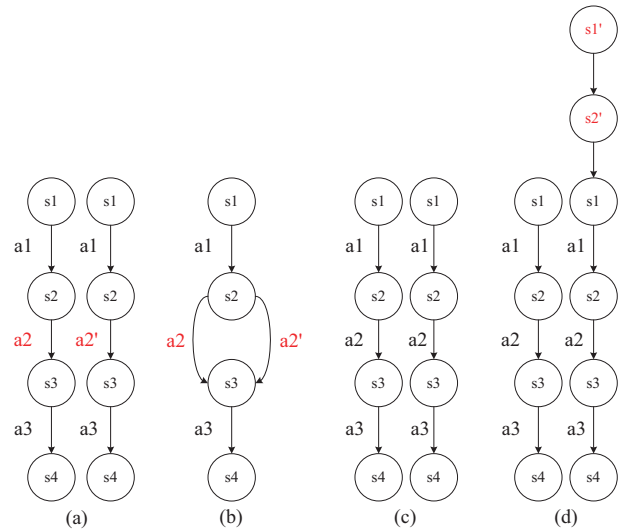 s1'
s2'
s1 s1 s1 s1 s1 s1 s1
a1 a1 a1 a1 a1 a1 a1
s2 s2 s2 s2 s2 s2 s2
a2 a2' a2 a2' a2 a2 a2 a2
s3 s3 s3 s3 s3 s3 s3
a3 a3 a3 a3 a3 a3 a3
s4 s4 s4 s4 s4 s4 s4
(a) (b) (c) (d)